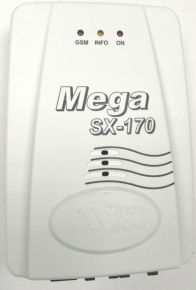 GSM INFO ON
Mega
SX-170